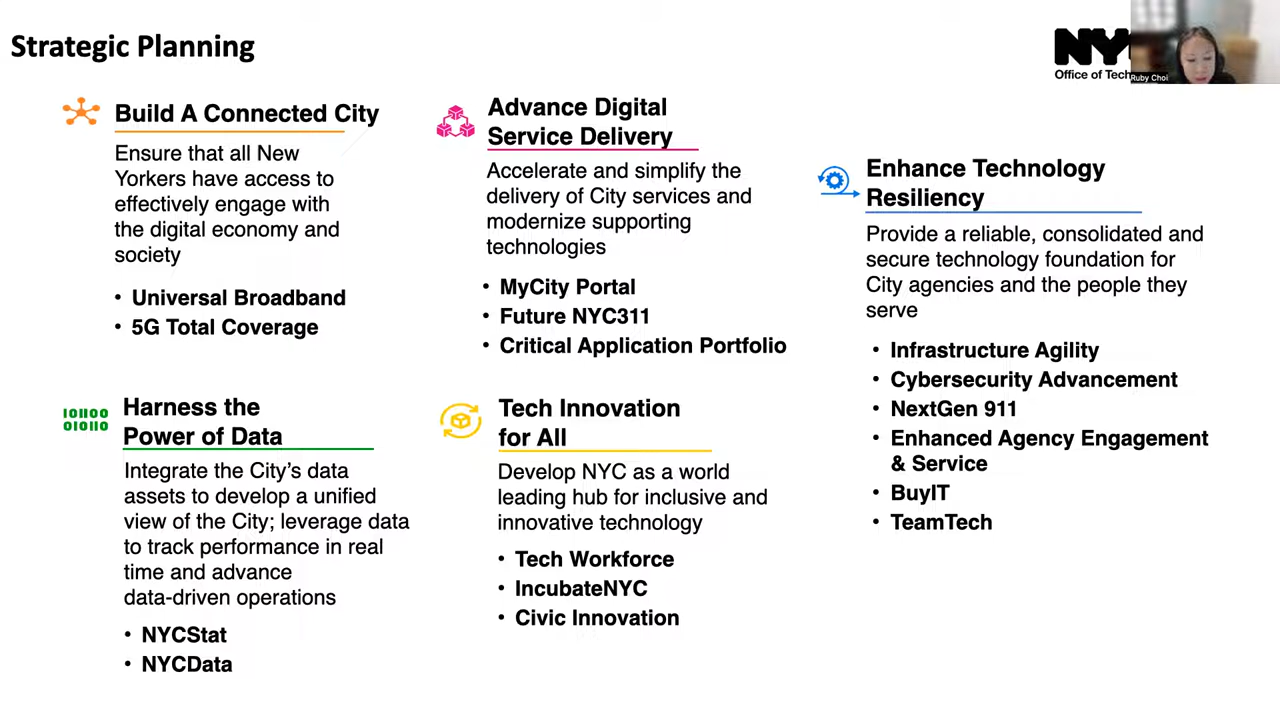 Strategic Planning
NY
Office of Tech
Ruby Choi
Build A Connected City
Ensure that all New
Yorkers have access to
effectively engage with
the digital economy and
society
• Universal Broadband
• 5G Total Coverage
Advance Digital
Service Delivery
Accelerate and simplify the
delivery of City services and
modernize supporting
technologies
• MyCity Portal
• Future NYC311
• Critical Application Portfolio
Enhance Technology
Resiliency
Provide a reliable, consolidated and
secure technology foundation for
City agencies and the people they
serve
• Infrastructure Agility
• Cybersecurity Advancement
• NextGen 911
• Enhanced Agency Engagement
& Service
• BuyIT
• TeamTech
01011000
010110
Harness the
Power of Data
Integrate the City's data
assets to develop a unified
view of the City; leverage data
to track performance in real
time and advance
data-driven operations
• NYCStat
• NYCData
Tech Innovation
for All
Develop NYC as a world
leading hub for inclusive and
innovative technology
• Tech Workforce
• IncubateNYC
• Civic Innovation